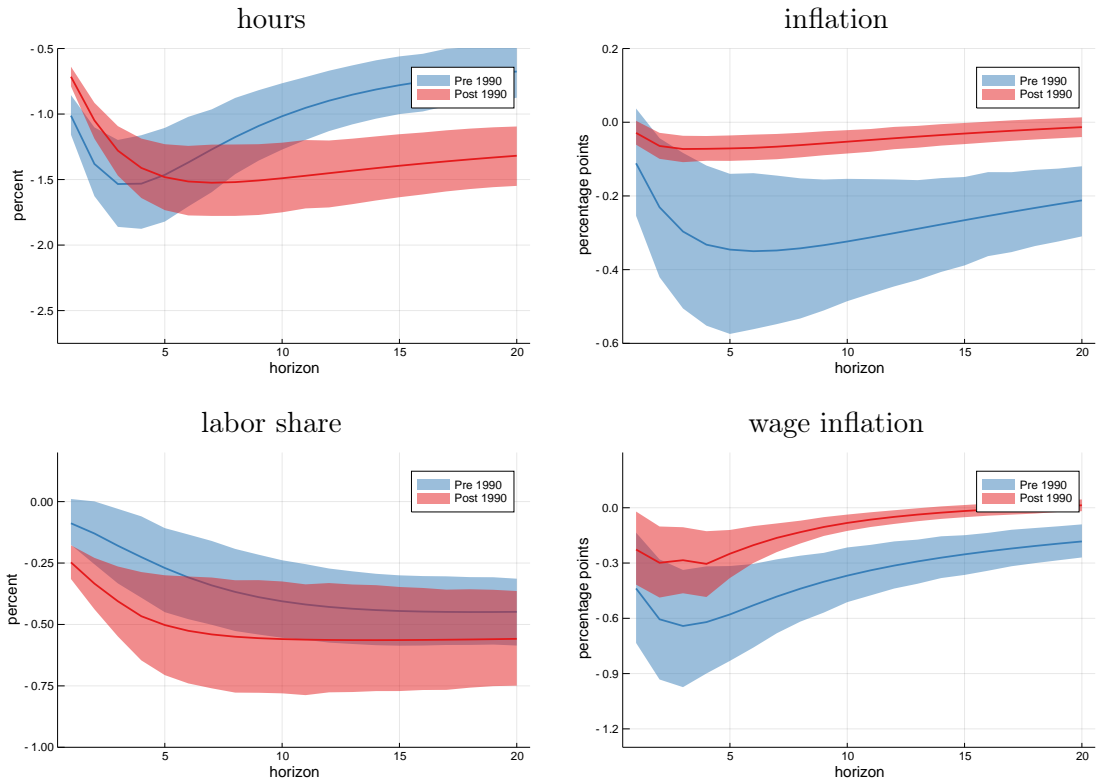 hours
- 0.5
- 1.0
- 1.5
- 2.0
- 2.5
percent
5
10
15
20
horizon
Pre 1990
Post 1990
inflation
0.2
0.0
- 0.2
- 0.4
- 0.6
percentage points
5
10
15
20
horizon
Pre 1990
Post 1990
labor share
0.00
- 0.25
- 0.50
- 0.75
- 1.00
percent
5
10
15
20
horizon
Pre 1990
Post 1990
wage inflation
0.0
- 0.3
- 0.6
- 0.9
- 1.2
percentage points
5
10
15
20
horizon
Pre 1990
Post 1990